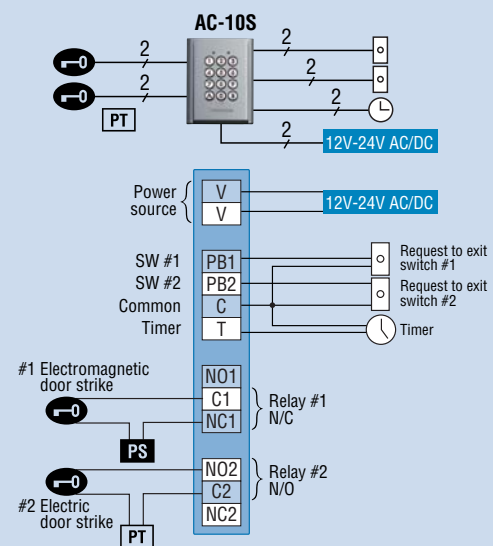 AC-10S
2
2
2
2
2
2
PT
12V-24V AC/DC
Power
source
V
V
12V-24V AC/DC
SW #1
PB1
Request to exit
switch #1
SW #2
PB2
Request to exit
switch #2
Common
C
Timer
T
Timer
#1 Electromagnetic
door strike
NO1
C1
NC1
Relay #1
N/C
PS
#2 Electric
door strike
NO2
C2
NC2
Relay #2
N/O
PT